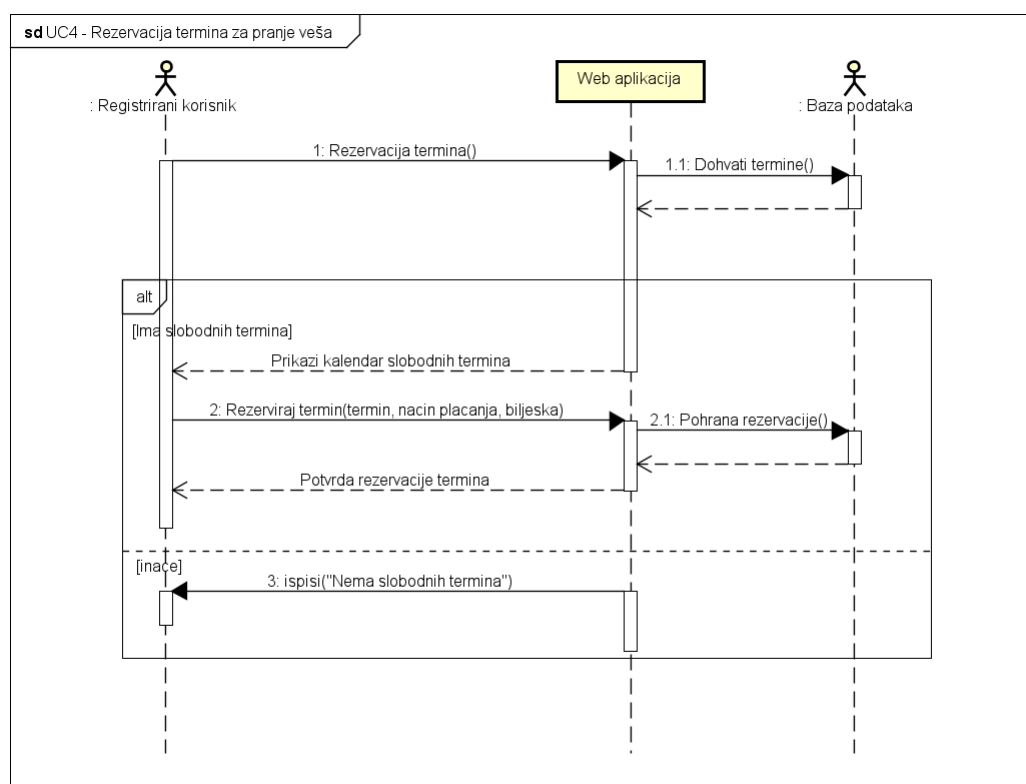 sd UC4 - Rezervacija termina za pranje veša
: Registrirani korisnik
Web aplikacija
: Baza podataka
1: Rezervacija termina()
1.1: Dohvati termine()
alt
[Ima slobodnih termina]
Prikazi kalendar slobodnih termina
2: Rezerviraj termin(termin, nacin placanja, biljeska)
2.1: Pohrana rezervacije()
Potvrda rezervacije termina
[inace]
3: ispisi("Nema slobodnih termina")